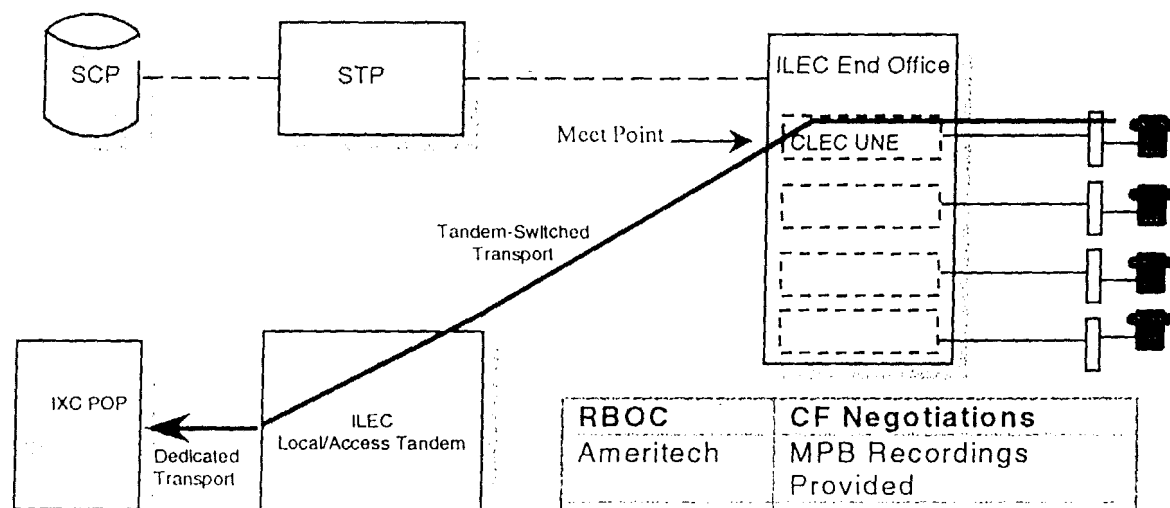 SCP
STP
ILEC End Office
Meet Point
CLEC UNE
Tandem-Switched
Transport
IXC POP
ILEC
Local/Access Tandem
Dedicated
Transport
RBOC CF Negotiations
Ameritech MPB Recordings
Provided